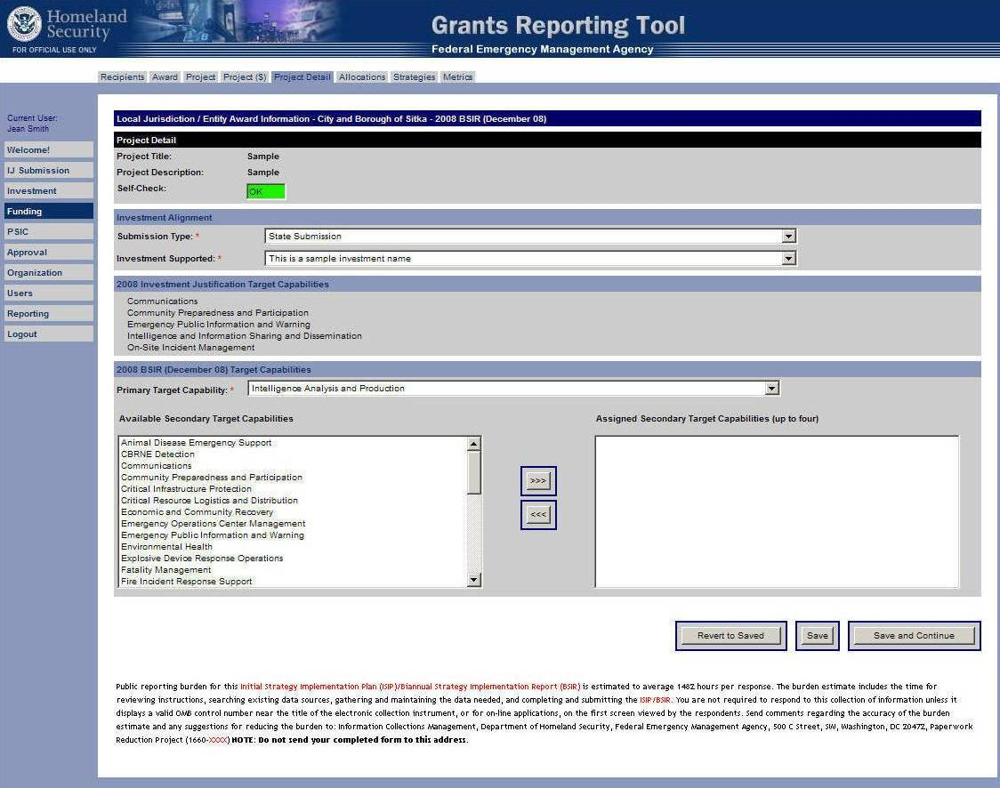 Homeland
Security
FOR OFFICIAL USE ONLY
Grants Reporting Tool
Federal Emergency Management Agency
Recipients Award Project Project ($) Project Detail Allocations Strategies Metrics
Current User:
Jean Smith
Welcome!
IJ Submission
Investment
Funding
PSIC
Approval
Organization
Users
Reporting
Logout
Local Jurisdiction / Entity Award Information - City and Borough of Sitka - 2008 BSIR (December 08)
Project Detail
Project Title: Sample
Project Description: Sample
Self-Check: OK
Investment Alignment
Submission Type: * State Submission
Investment Supported: * This is a sample investment name
2008 Investment Justification Target Capabilities
Communications
Community Preparedness and Participation
Emergency Public Information and Warning
Intelligence and Information Sharing and Dissemination
On-Site Incident Management
2008 BSIR (December 08) Target Capabilities
Primary Target Capability: * Intelligence Analysis and Production
Available Secondary Target Capabilities
Animal Disease Emergency Support
CBRNE Detection
Communications
Community Preparedness and Participation
Critical Infrastructure Protection
Critical Resource Logistics and Distribution
Economic and Community Recovery
Emergency Operations Center Management
Emergency Public Information and Warning
Environmental Health
Explosive Device Response Operations
Fatality Management
Fire Incident Response Support
>>>
<<<
Assigned Secondary Target Capabilities (up to four)
Revert to Saved Save Save and Continue
Public reporting burden for this Initial Strategy Implementation Plan (ISIP)/Biannual Strategy Implementation Report (BSIR) is estimated to average 1482 hours per response. The burden estimate includes the time for
reviewing instructions, searching existing data sources, gathering and maintaining the data needed, and completing and submitting the ISIP/BSIR. You are not required to respond to this collection of information unless it
displays a valid OMB control number near the title of the electronic collection instrument, or for on-line applications, on the first screen viewed by the respondents. Send comments regarding the accuracy of the burden
estimate and any suggestions for reducing the burden to: Information Collections Management, Department of Homeland Security, Federal Emergency Management Agency, 500 C Street, SW, Washington, DC 20472, Paperwork
Reduction Project (1660-XXXX) NOTE: Do not send your completed form to this address.